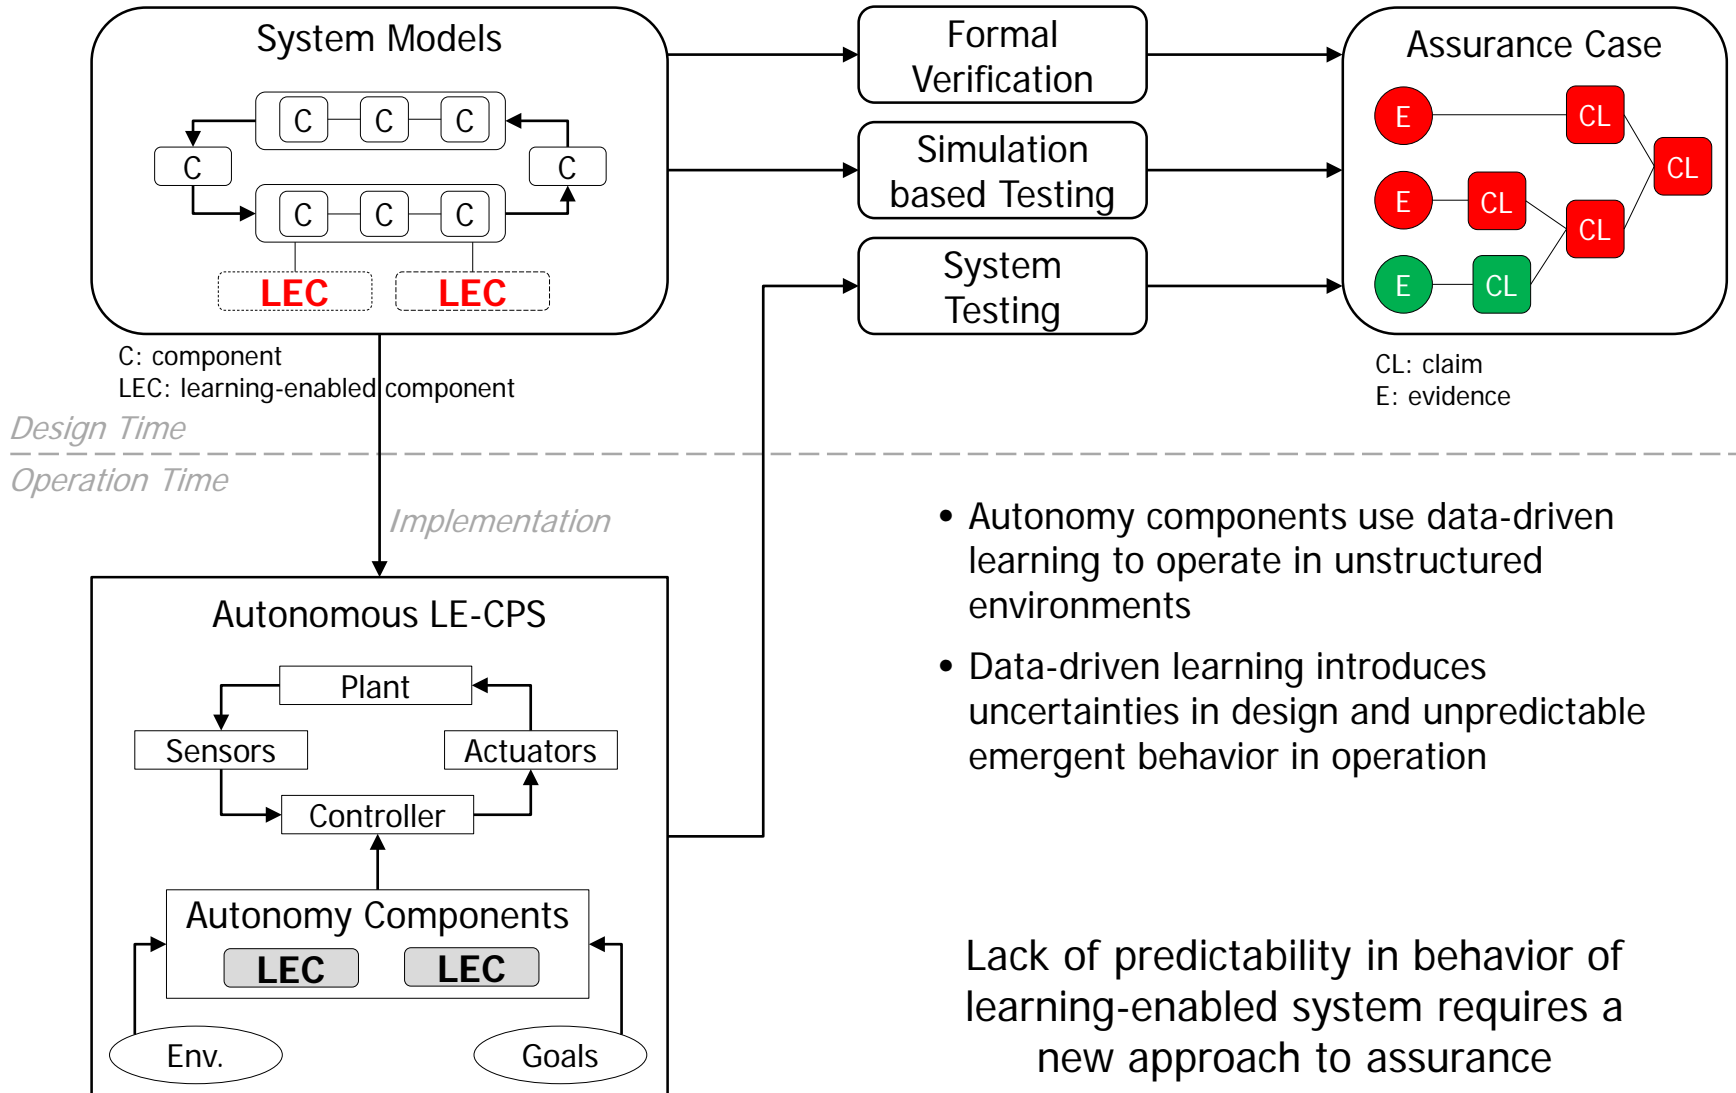 System Models
C C C
C
C
C C C
LEC LEC
C: component
LEC: learning-enabled component
Formal
Verification
Simulation
based Testing
System
Testing
Assurance Case
E CL
CL
E CL
CL
E CL
CL: claim
E: evidence
Design Time
Operation Time
Implementation
Autonomous LE-CPS
Plant
Sensors
Actuators
Controller
Autonomy Components
LEC LEC
Env.
Goals
• Autonomy components use data-driven
learning to operate in unstructured
environments
• Data-driven learning introduces
uncertainties in design and unpredictable
emergent behavior in operation
Lack of predictability in behavior of
learning-enabled system requires a
new approach to assurance